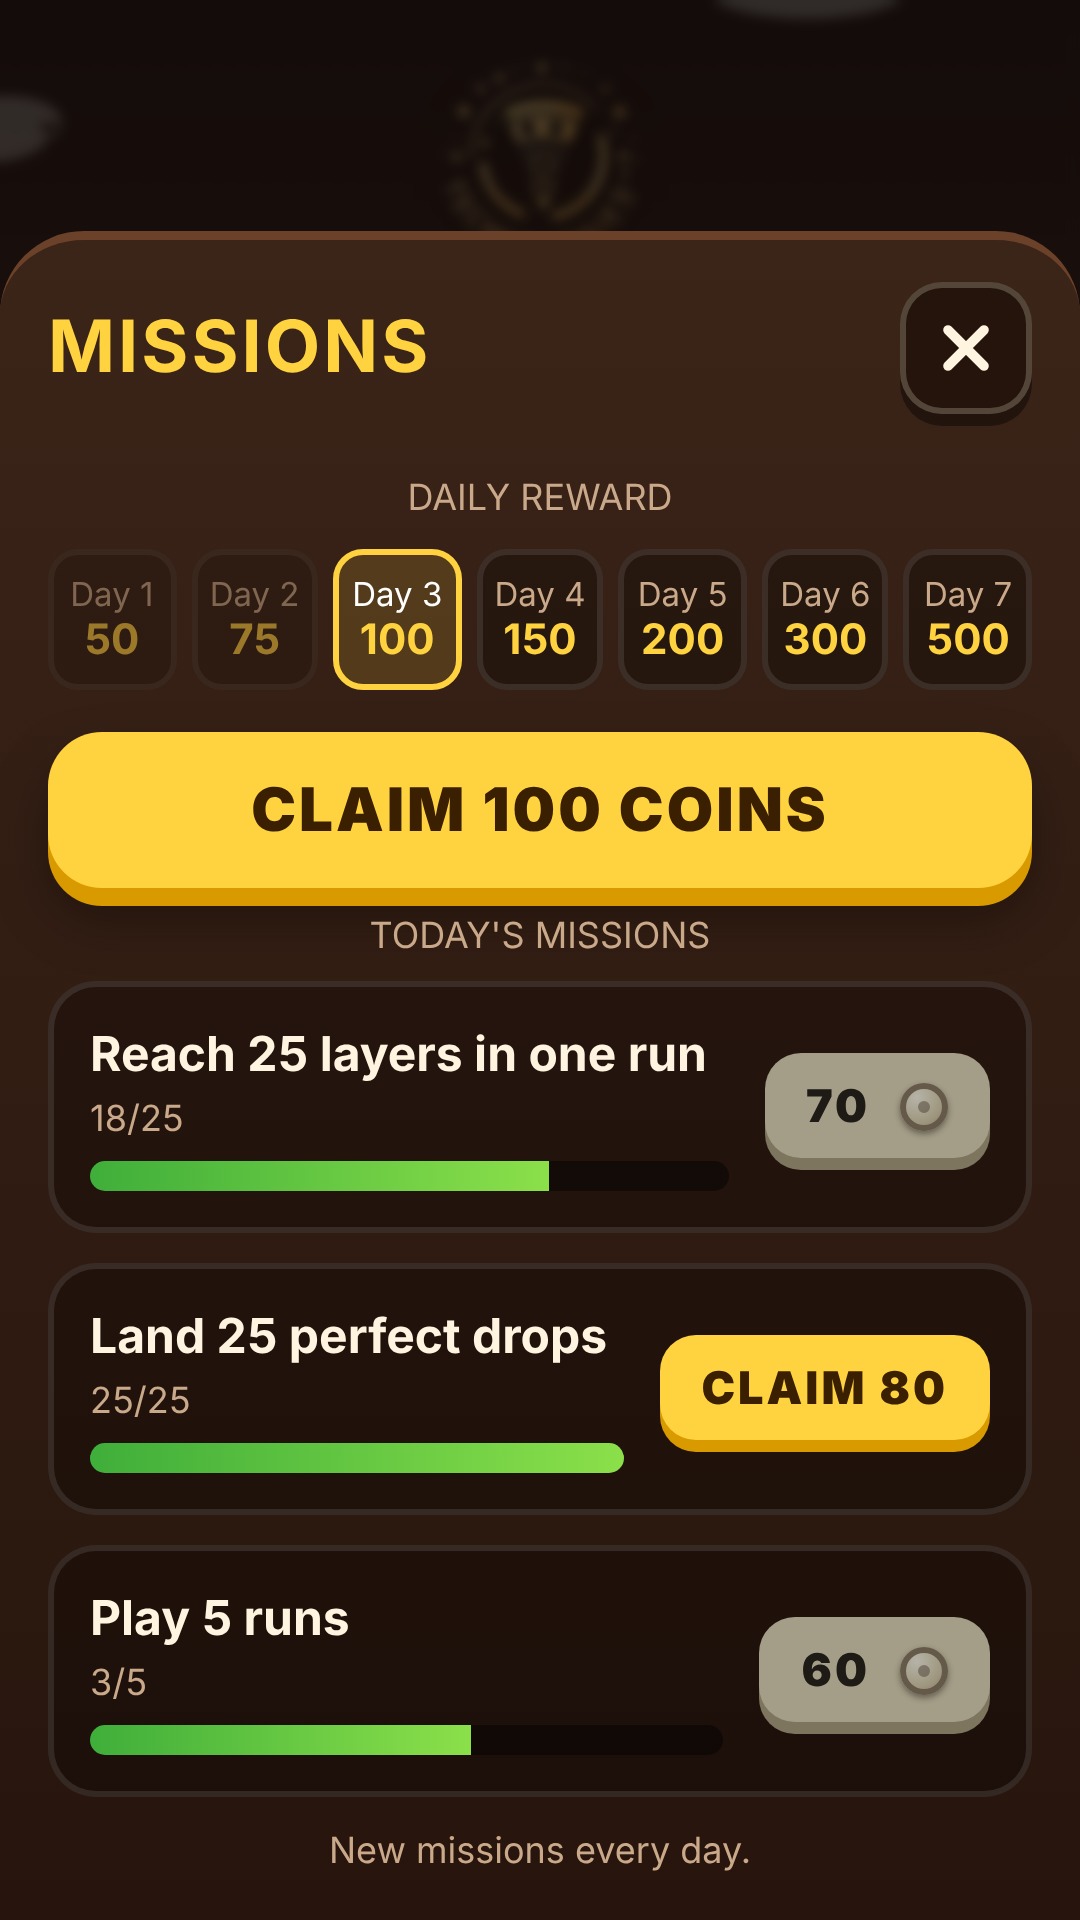 MISSIONS
DAILY REWARD
Day 1 Day 2 Day 3 Day 4 Day 5 Day 6 Day 7
50 75 100 150 200 300 500
CLAIM 100 COINS
TODAY'S MISSIONS
Reach 25 layers in one run
18/25
70
Land 25 perfect drops
25/25
CLAIM 80
Play 5 runs
3/5
60
New missions every day.